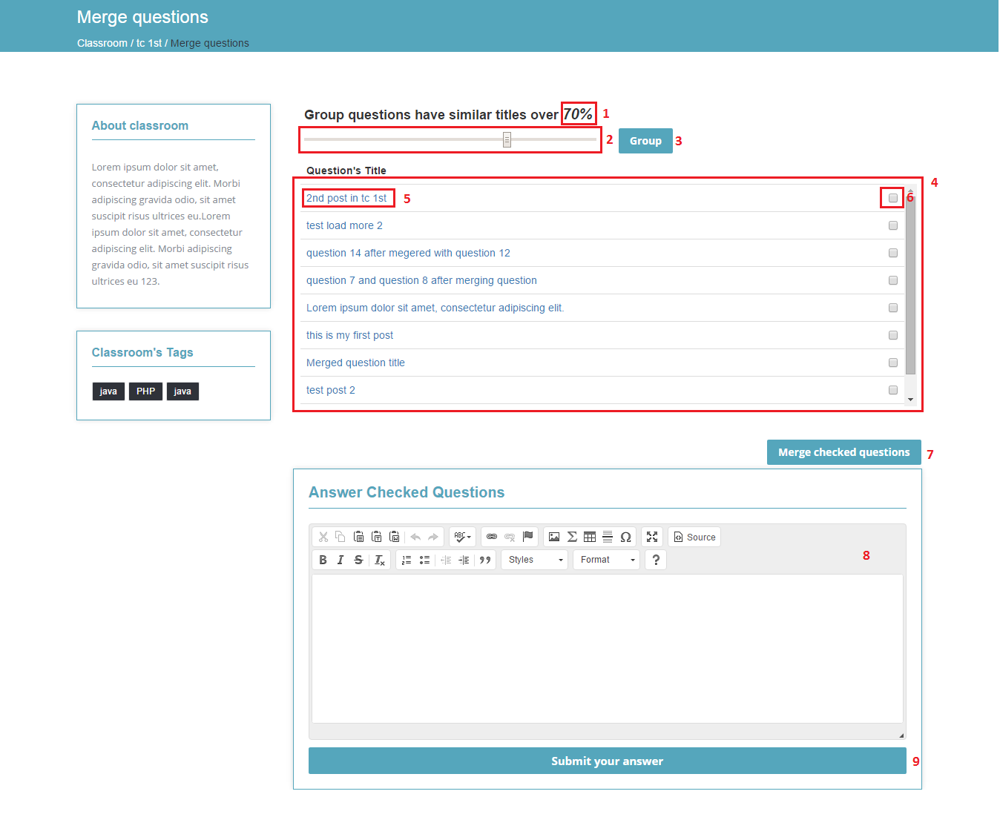 Merge questions
Classroom / tc 1st / Merge questions
About classroom
Lorem ipsum dolor sit amet,
consectetur adipiscing elit. Morbi
adipiscing gravida odio, sit amet
suscipit risus ultrices eu.Lorem
ipsum dolor sit amet, consectetur
adipiscing elit. Morbi adipiscing
gravida odio, sit amet suscipit risus
ultrices eu 123.
Classroom's Tags
java PHP java
Group questions have similar titles over 70% 1
2 Group 3
Question's Title
4
2nd post in tc 1st 5 6
test load more 2
question 14 after megered with question 12
question 7 and question 8 after merging question
Lorem ipsum dolor sit amet, consectetur adipiscing elit.
this is my first post
Merged question title
test post 2
Merge checked questions 7
Answer Checked Questions
ABC Σ Ω Source
B I S Tx Styles Format ? 8
Submit your answer 9